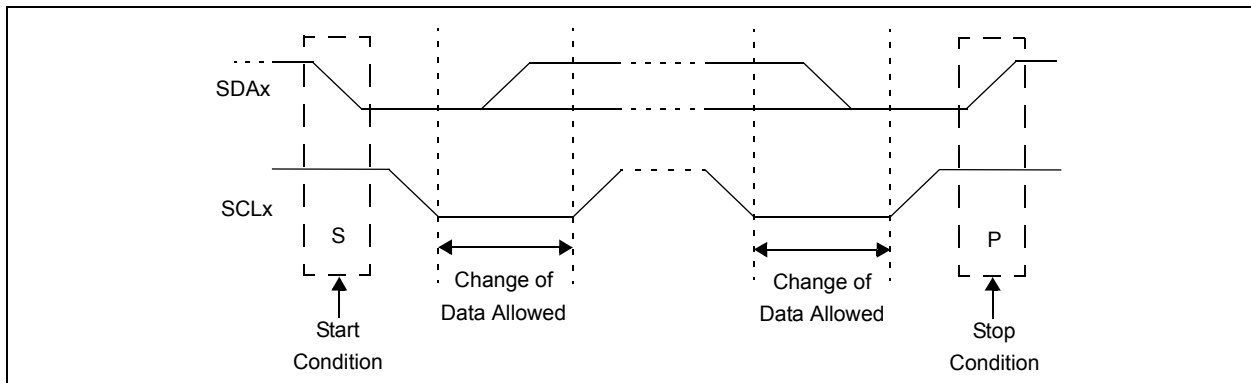 SDAx
SCLx
S
P
Change of
Data Allowed
Change of
Data Allowed
Start
Condition
Stop
Condition